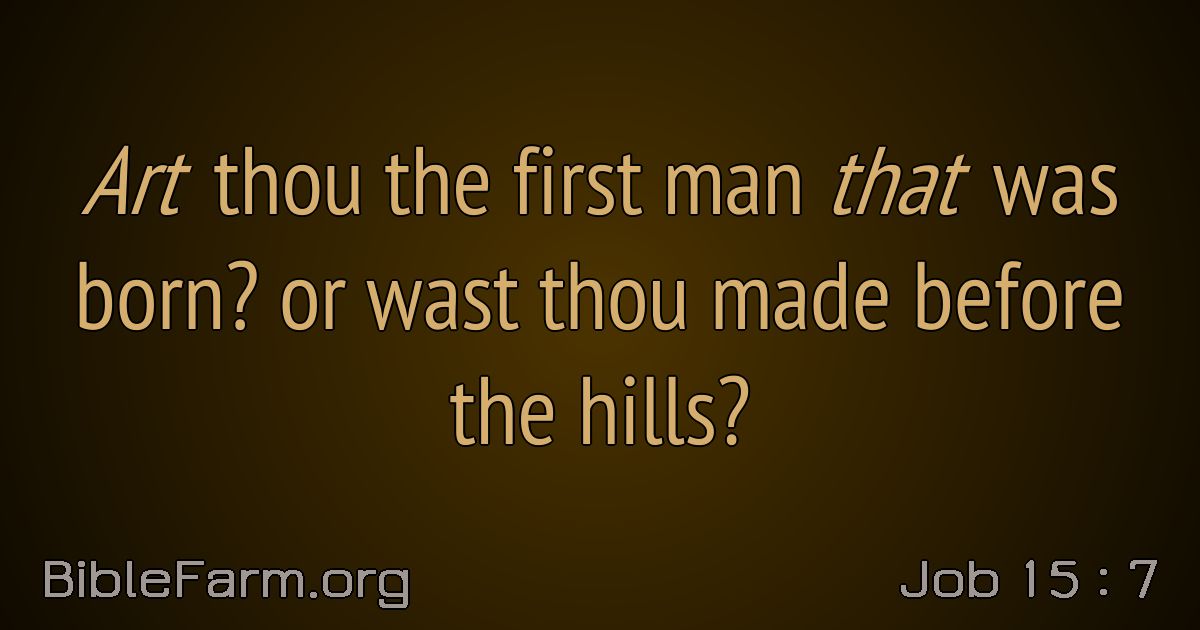 Art thou the first man that was
born? or wast thou made before
the hills?
BibleFarm.org
Job 15 : 7